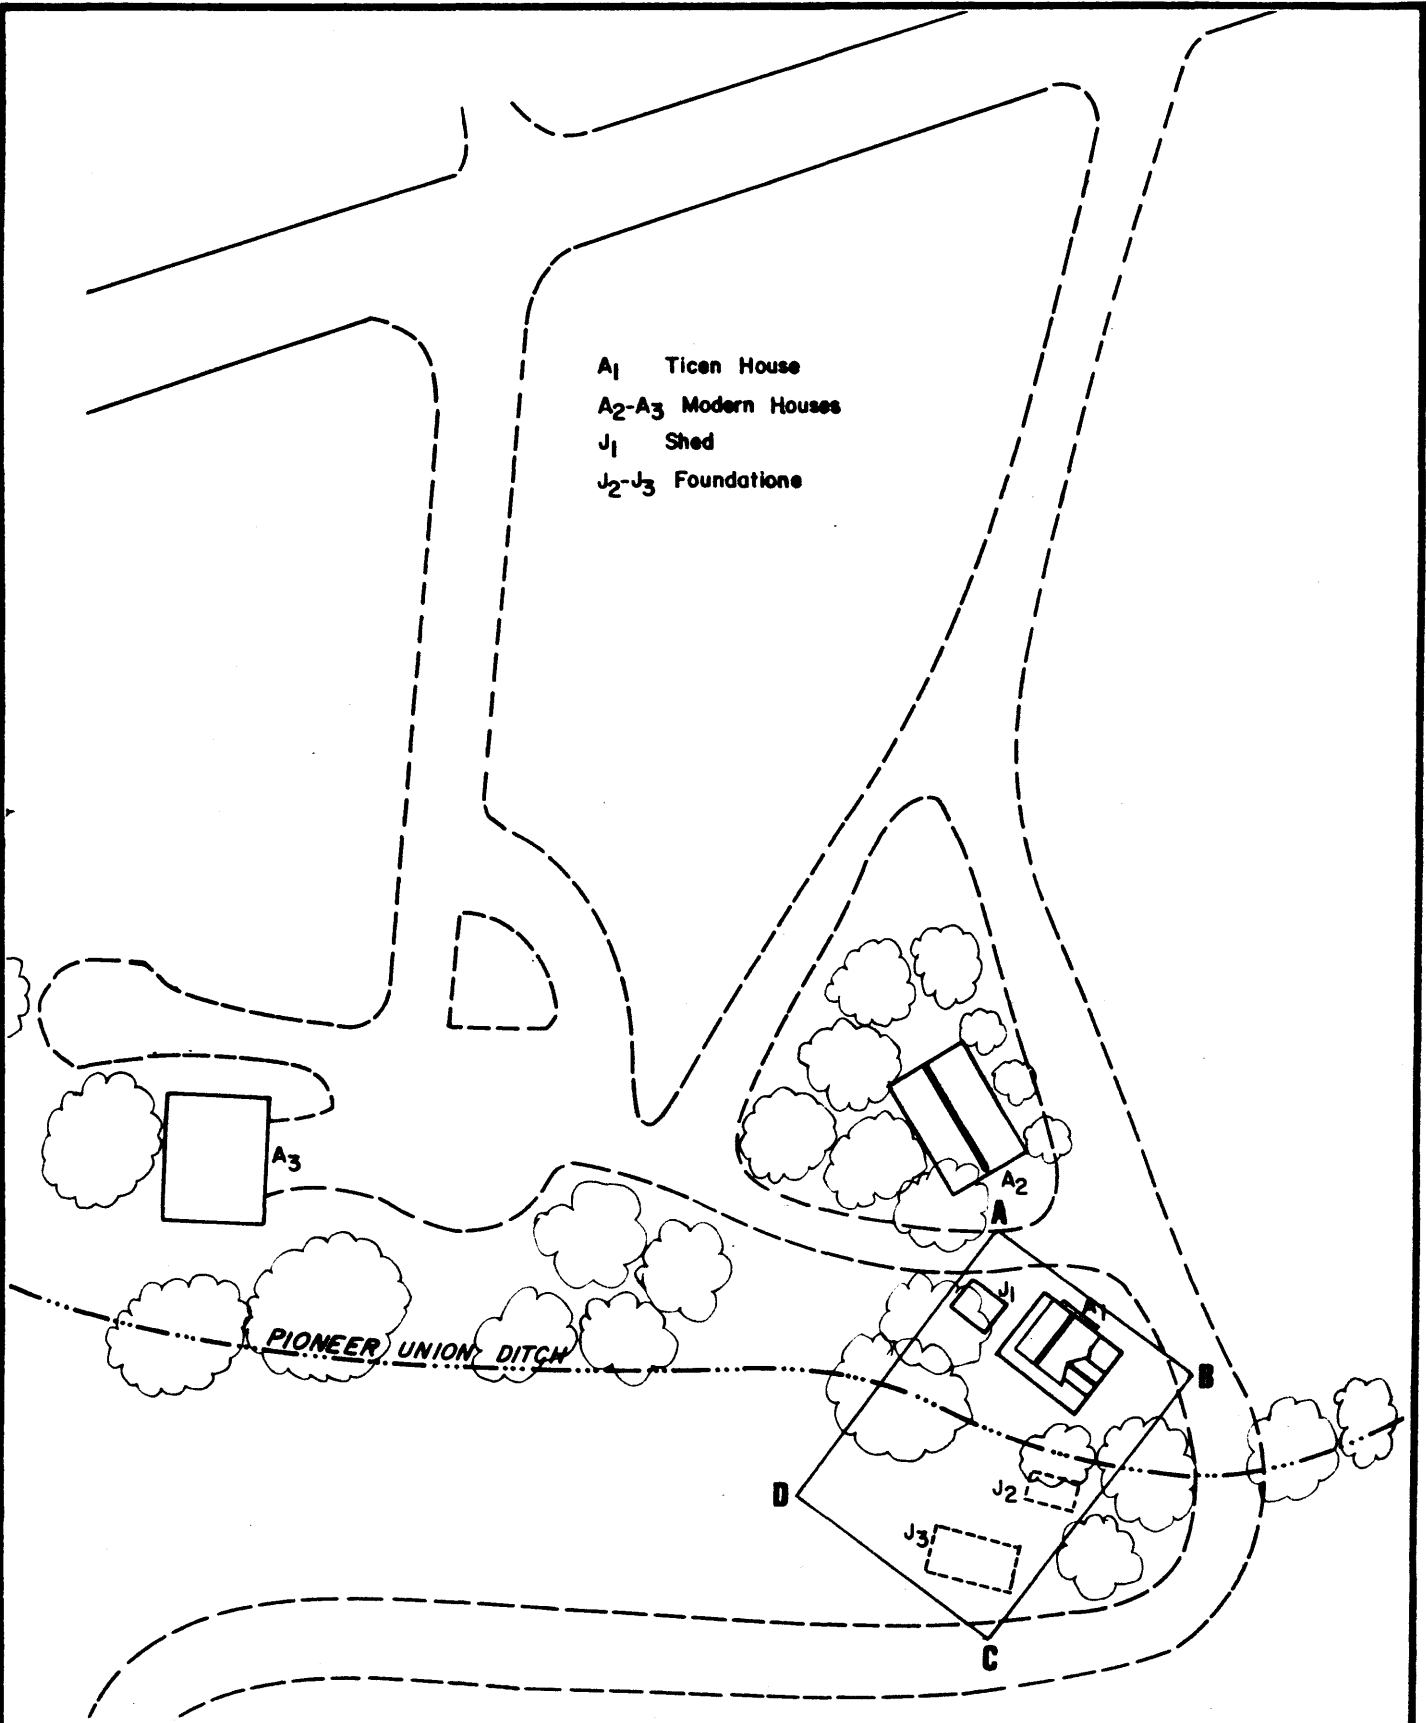 A1 Ticen House
A2-A3 Modern Houses
J1 Shed
J2-J3 Foundations
A3
A2
A
J1
A1
PIONEER UNION DITCH
B
J2
D
J3
C